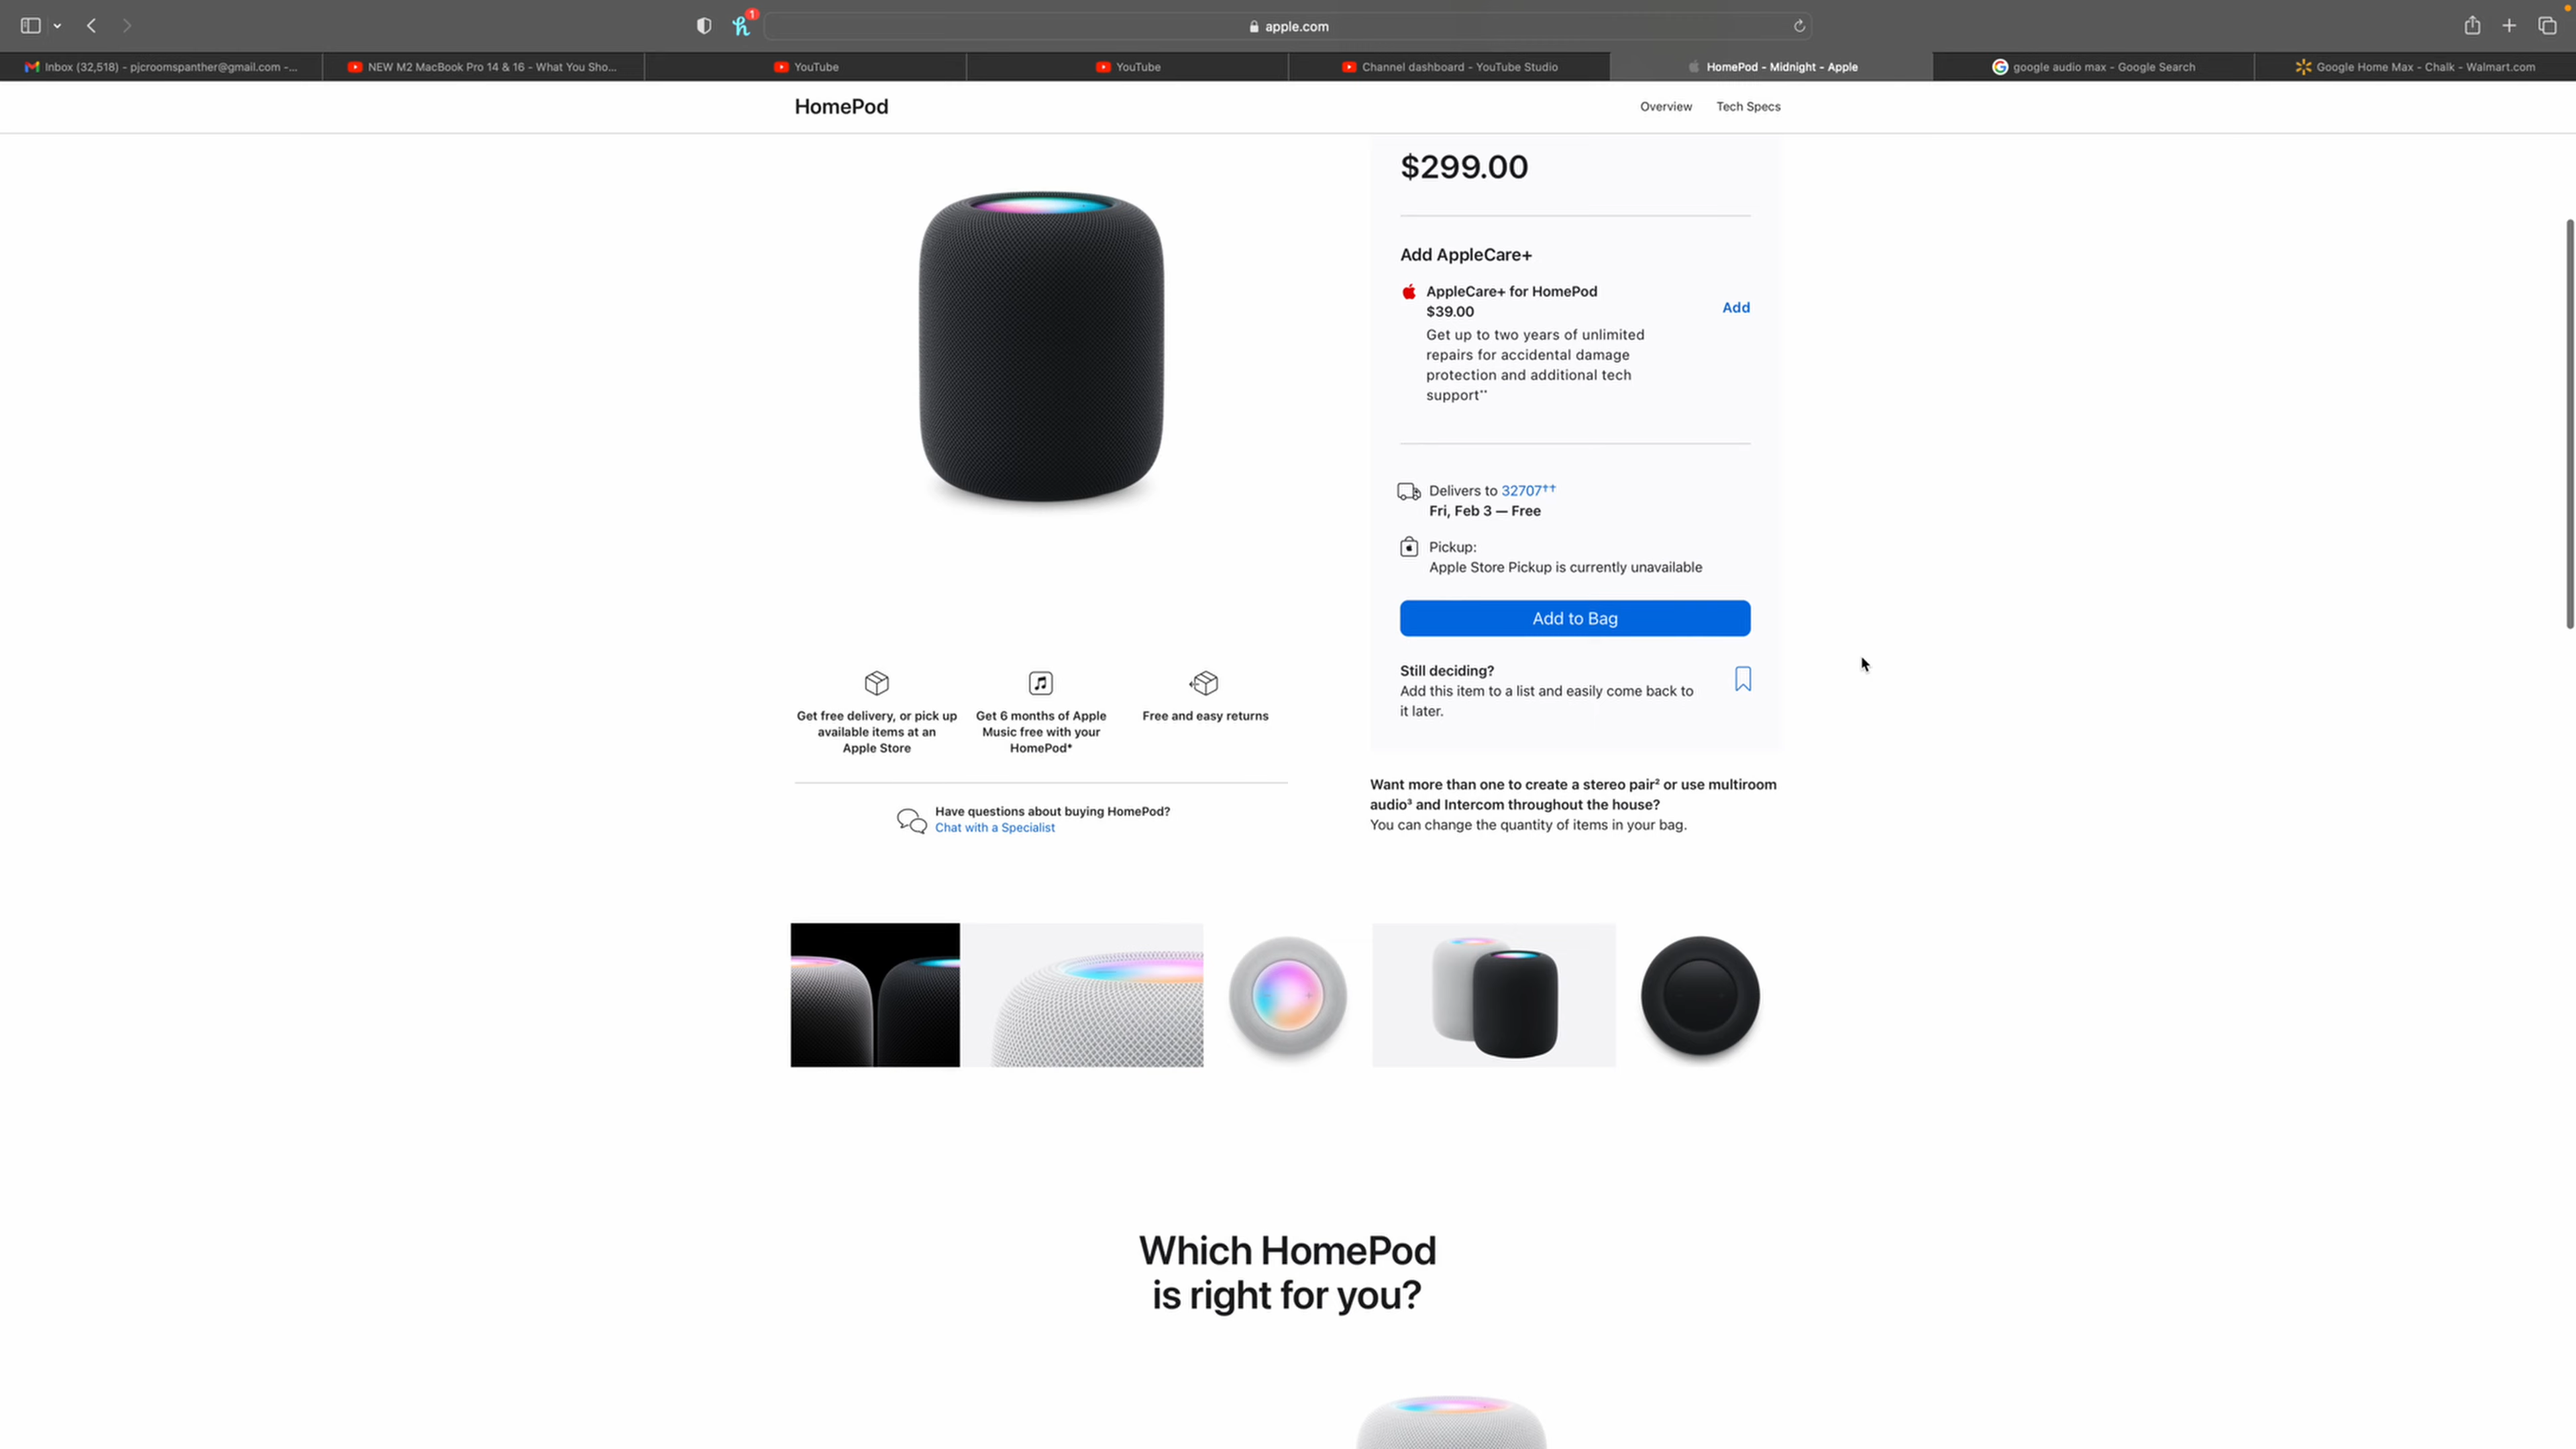 1
apple.com
Inbox (32,518) - pjcroomspanther@gmail.com -...
NEW M2 MacBook Pro 14 & 16 - What You Sho...
YouTube
YouTube
Channel dashboard - YouTube Studio
HomePod - Midnight - Apple
google audio max - Google Search
Google Home Max - Chalk - Walmart.com
HomePod
Overview
Tech Specs
$299.00
Add AppleCare+
AppleCare+ for HomePod
$39.00
Add
Get up to two years of unlimited
repairs for accidental damage
protection and additional tech
support**
Delivers to 32707††
Fri, Feb 3 — Free
Pickup:
Apple Store Pickup is currently unavailable
Add to Bag
Still deciding?
Add this item to a list and easily come back to
it later.
Get free delivery, or pick up
available items at an
Apple Store
Get 6 months of Apple
Music free with your
HomePod*
Free and easy returns
Have questions about buying HomePod?
Chat with a Specialist
Want more than one to create a stereo pair² or use multiroom
audio³ and Intercom throughout the house?
You can change the quantity of items in your bag.
Which HomePod
is right for you?